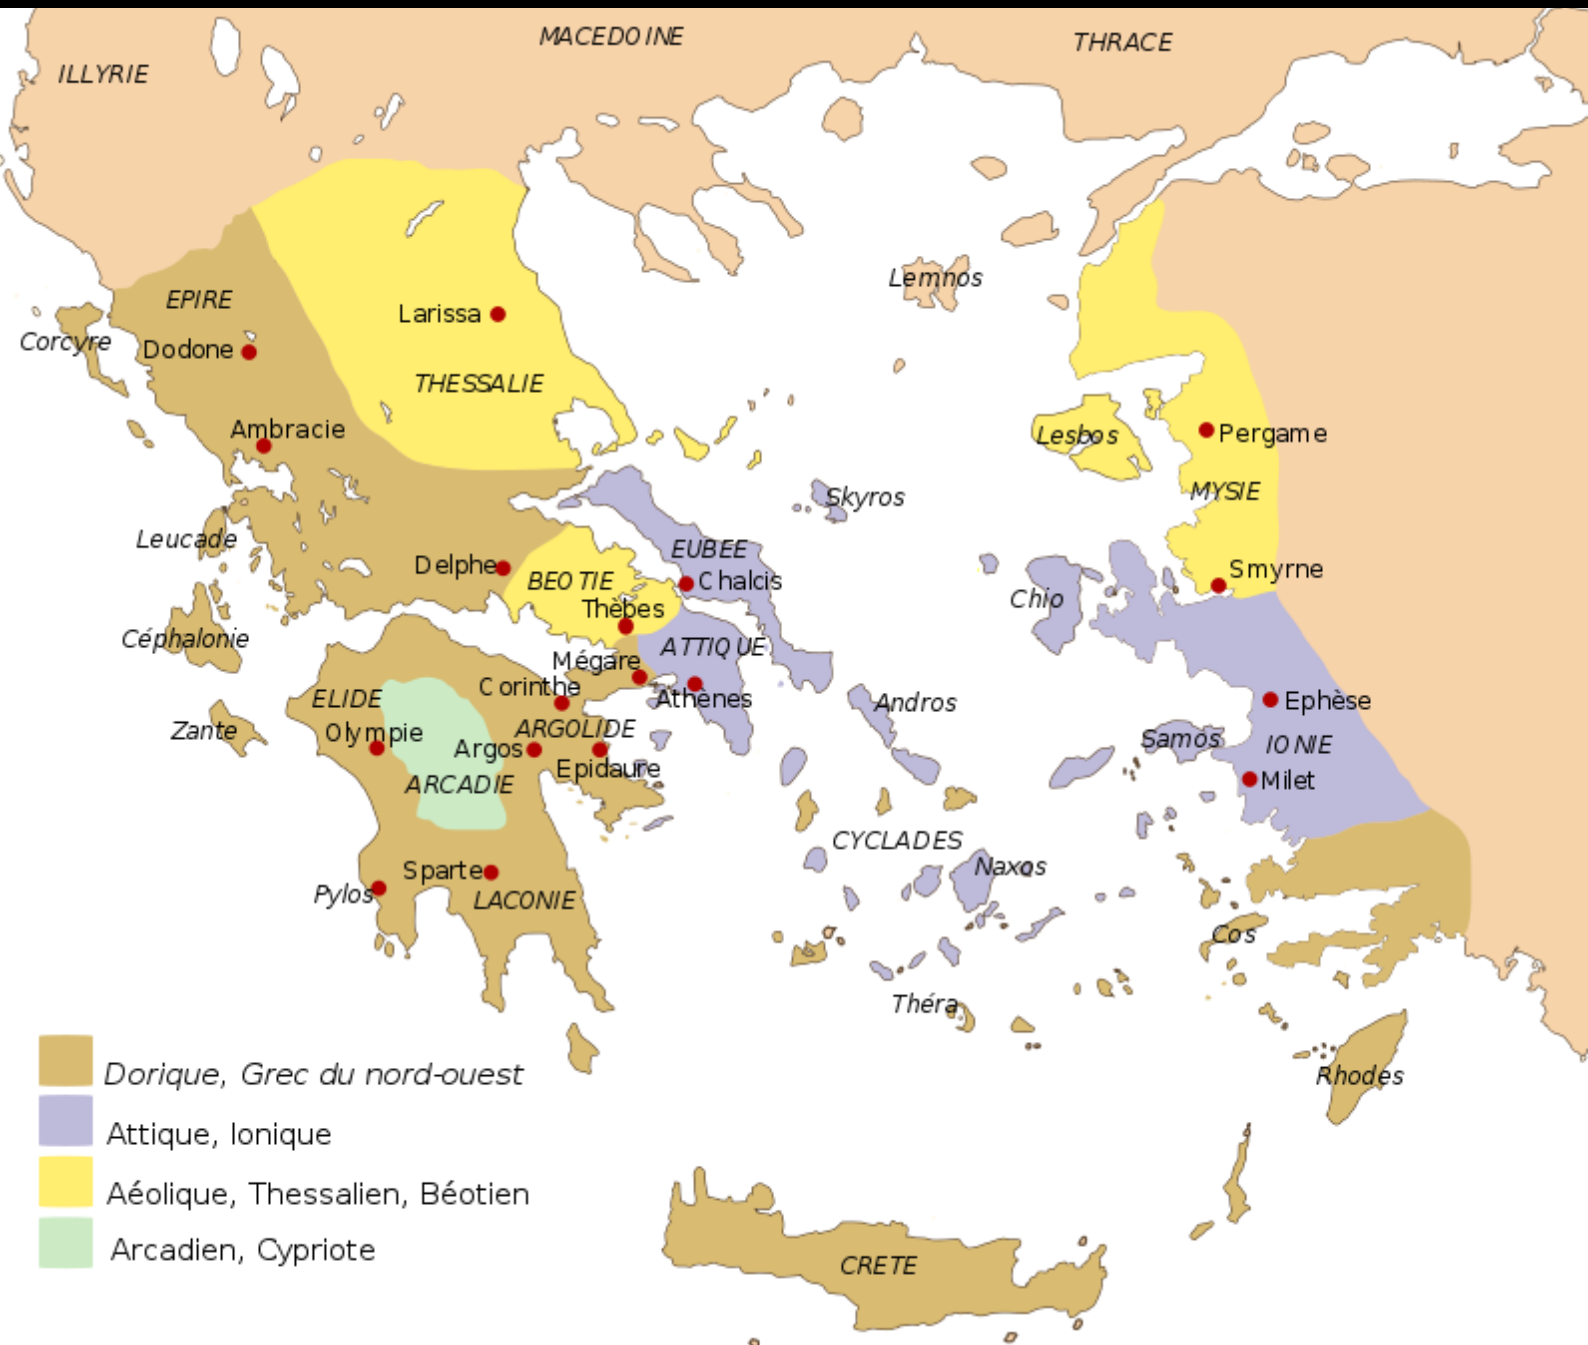 MACEDOINE
THRACE
ILLYRIE
Lemnos
EPIRE
Larissa
Corcyre
Dodone
THESSALIE
Ambracie
Lesbos
Pergame
MYSIE
Skyros
Leucade
EUBEE
Delphe
BEOTIE
Chalcis
Smyrne
Chio
Thèbes
Céphalonie
ATTIQUE
Mégare
Corinthe
ELIDE
Athènes
Andros
Ephèse
Zante
Olympie
ARGOLIDE
Argos
Samos
IONIE
Epidaure
ARCADIE
Milet
CYCLADES
Naxos
Sparte
Pylos
LACONIE
Cos
Théra
Rhodes
Dorique, Grec du nord-ouest
Attique, Ionique
Aéolique, Thessalien, Béotien
Arcadien, Cypriote
CRETE